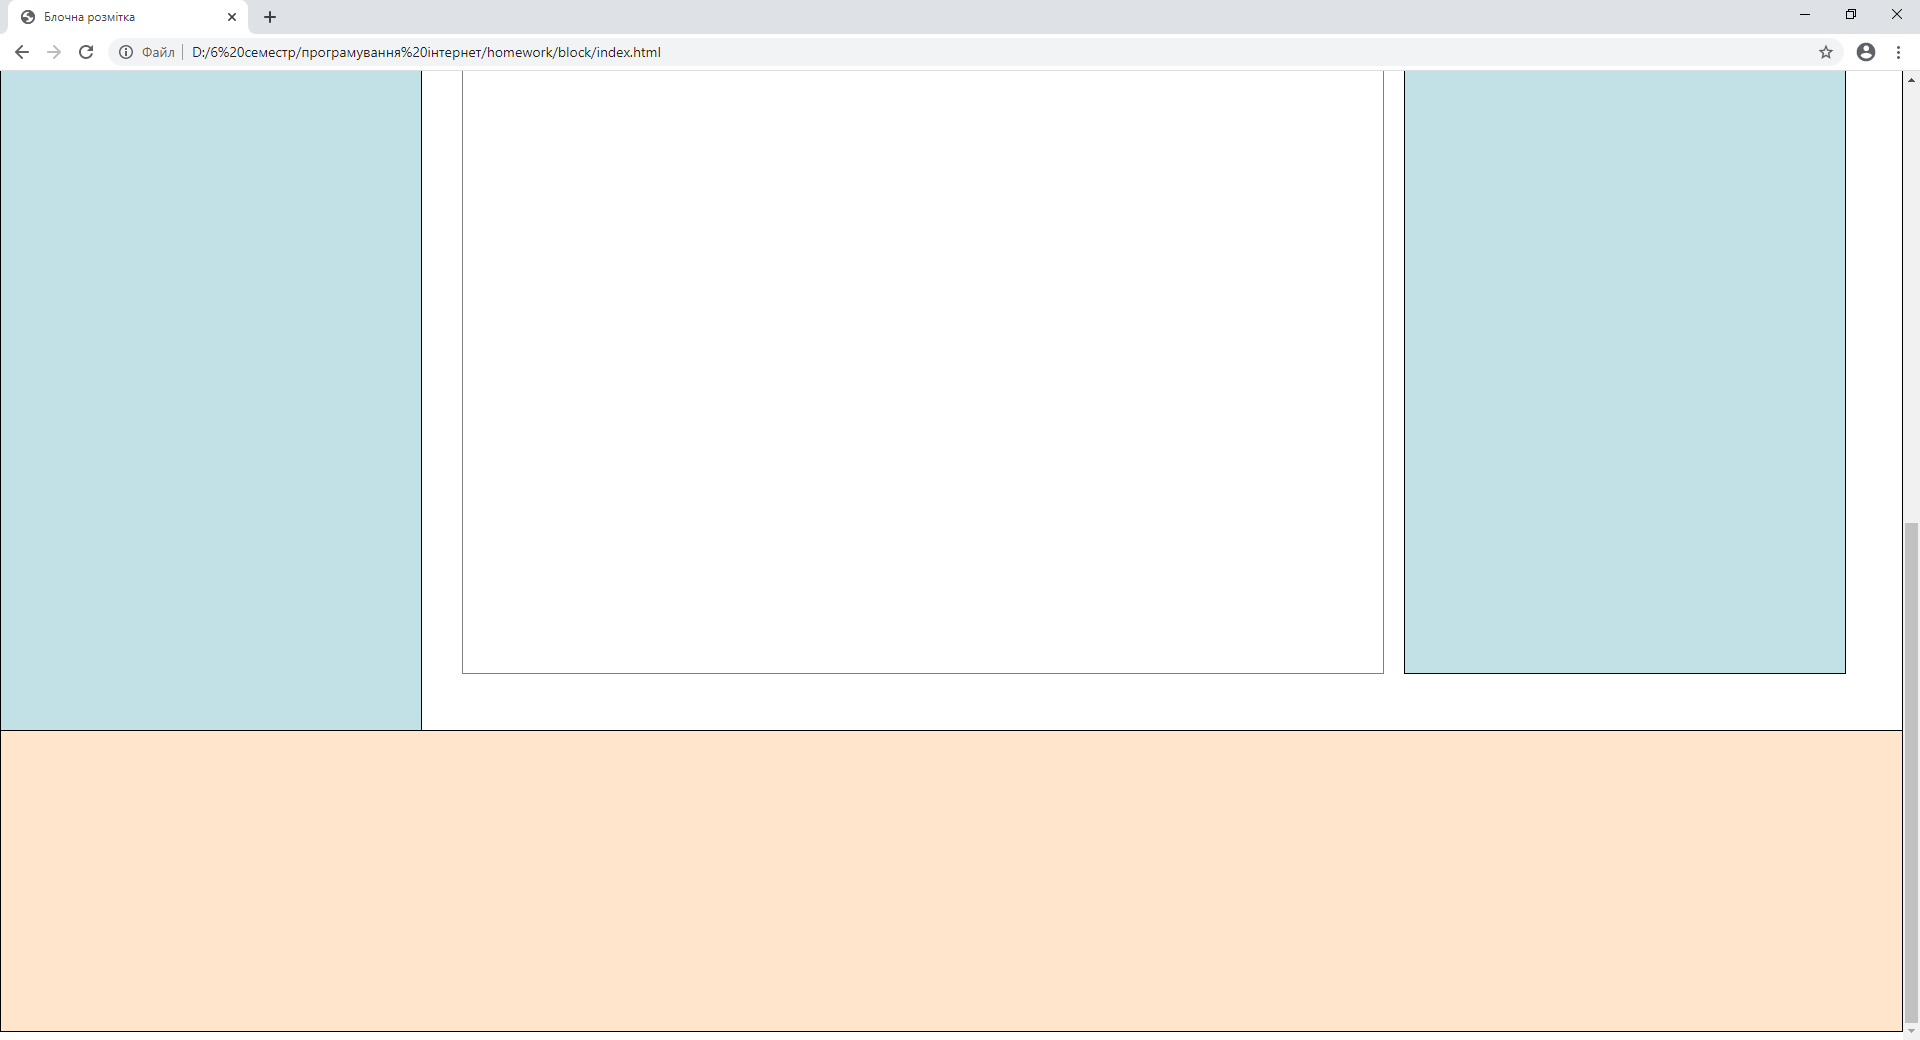 Блочна розмітка
Файл D:/6%20семестр/програмування%20інтернет/homework/block/index.html